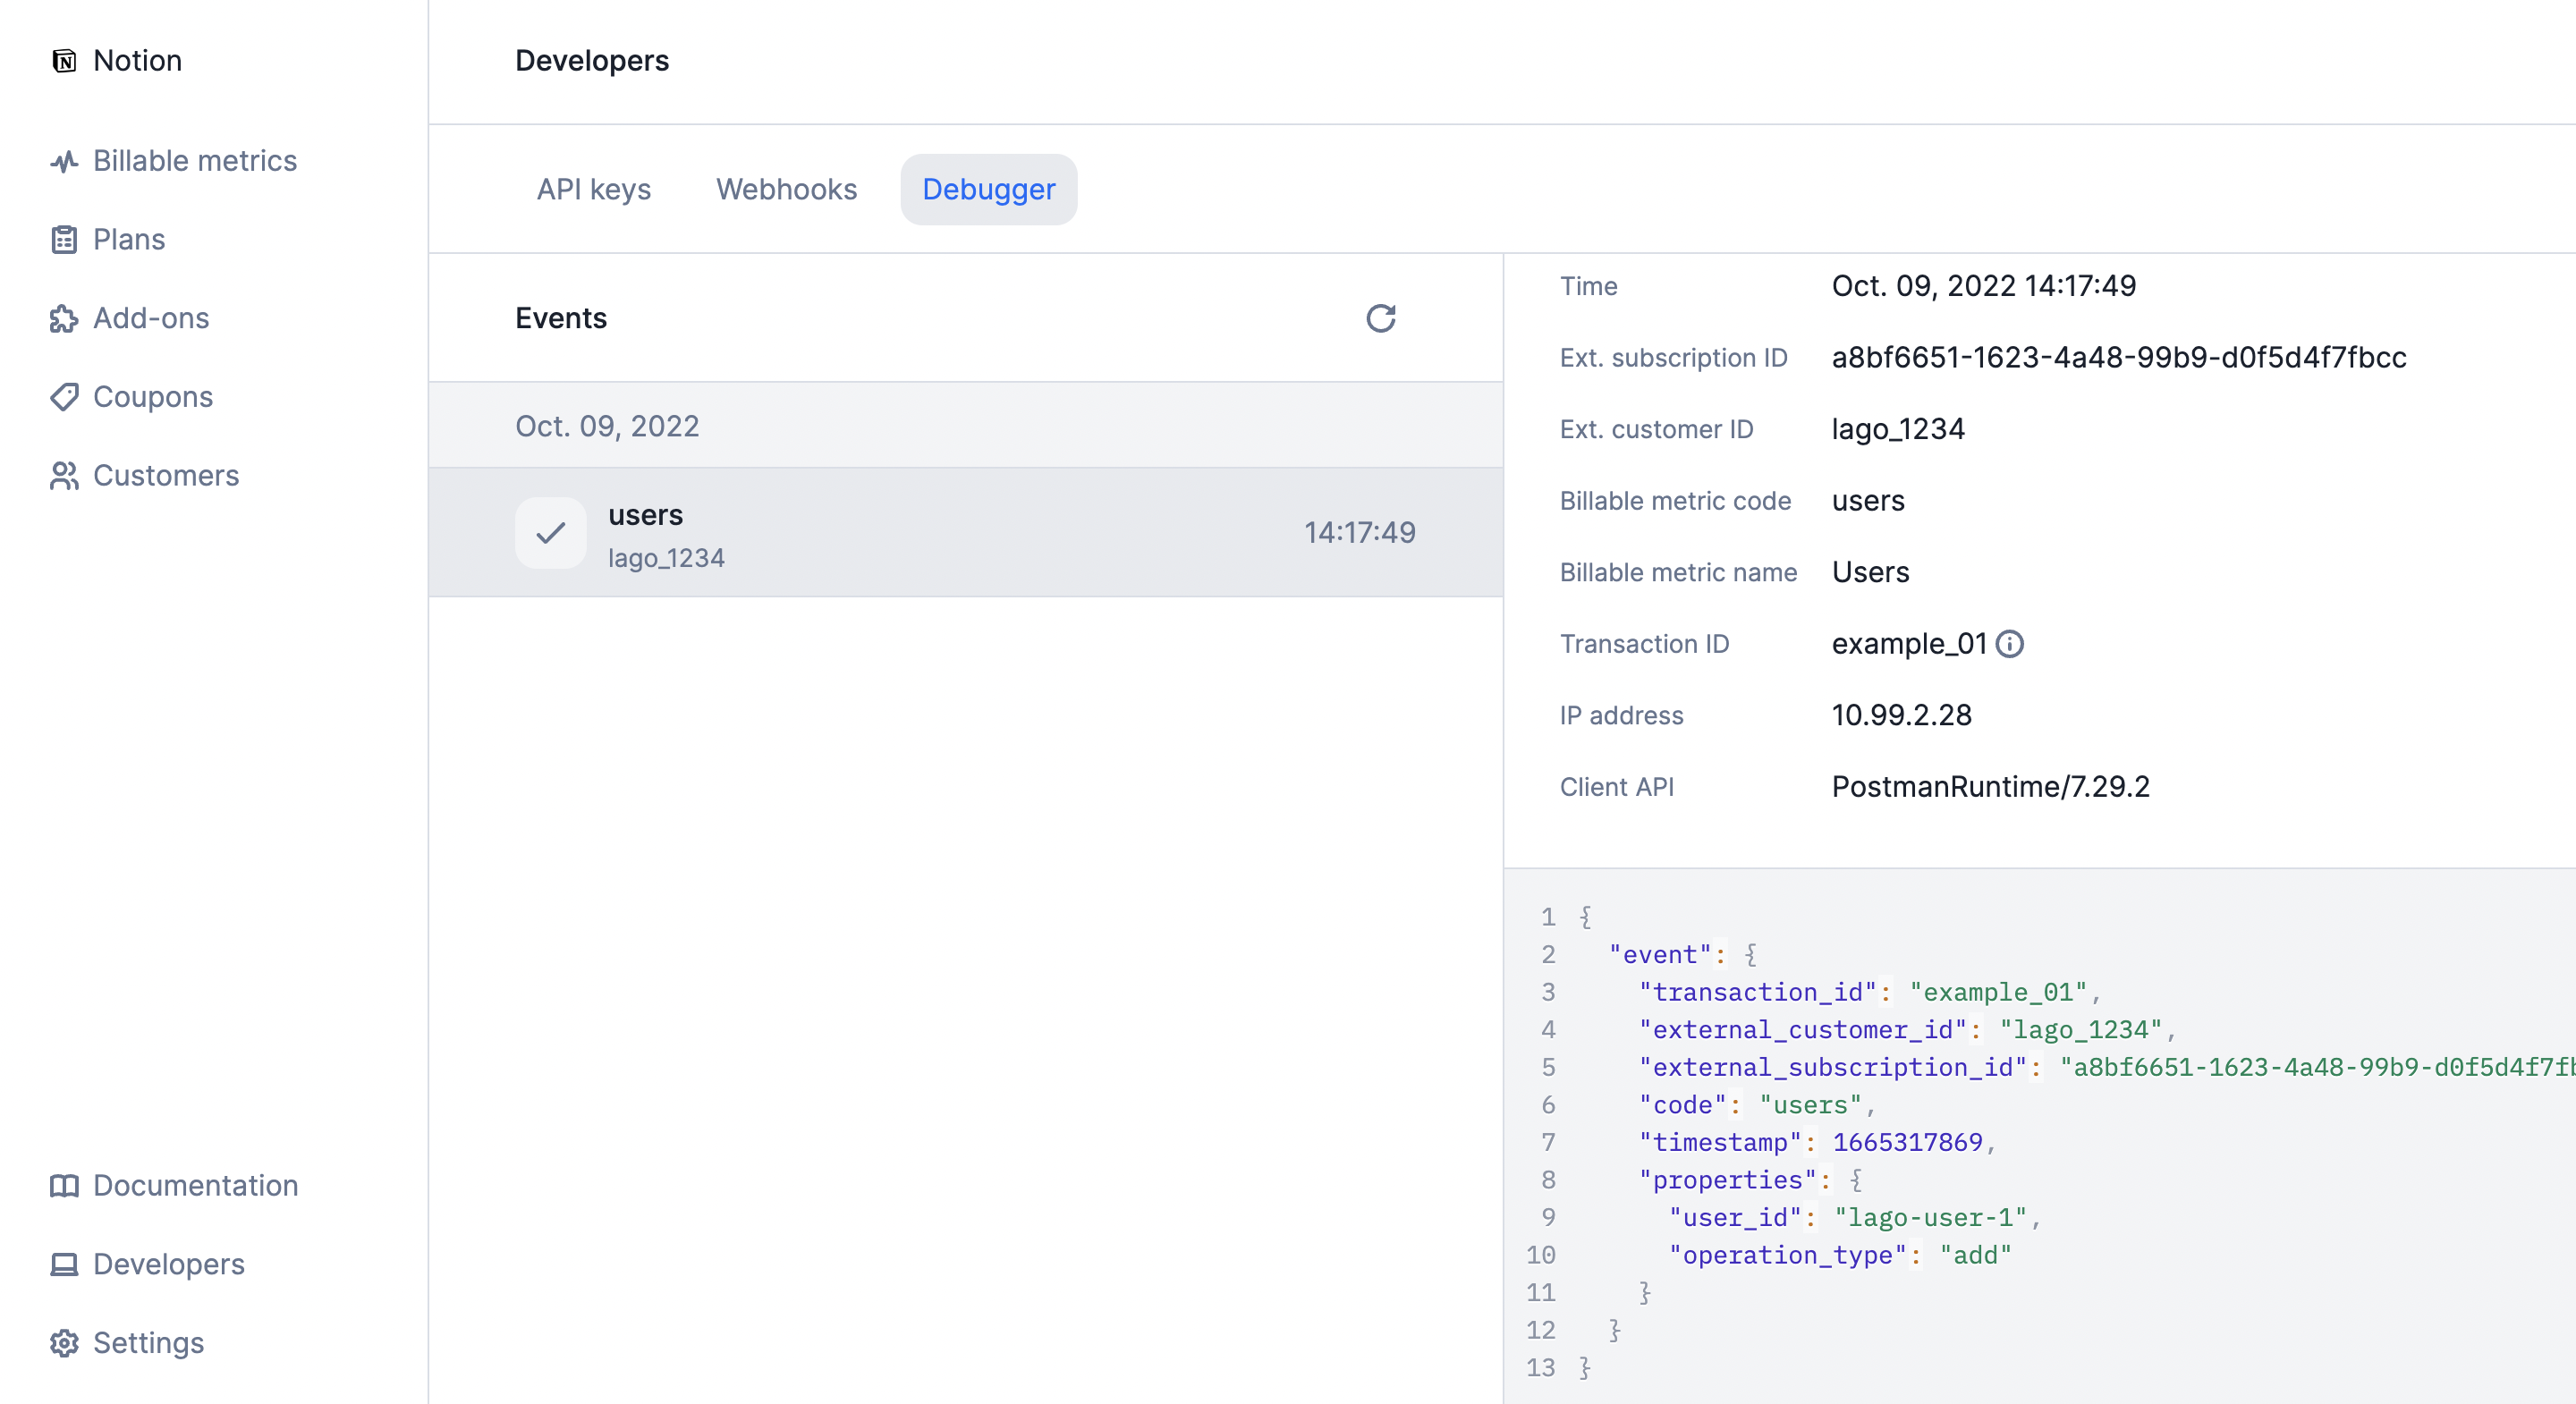 Notion
Billable metrics
Plans
Add-ons
Coupons
Customers
Documentation
Developers
Settings
Developers
API keys
Webhooks
Debugger
Events
Oct. 09, 2022
users
lago_1234
14:17:49
Time Oct. 09, 2022 14:17:49
Ext. subscription ID a8bf6651-1623-4a48-99b9-d0f5d4f7fbcc
Ext. customer ID lago_1234
Billable metric code users
Billable metric name Users
Transaction ID example_01
IP address 10.99.2.28
Client API PostmanRuntime/7.29.2
1 {
2 "event": {
3 "transaction_id": "example_01",
4 "external_customer_id": "lago_1234",
5 "external_subscription_id": "a8bf6651-1623-4a48-99b9-d0f5d4f7fb
6 "code": "users",
7 "timestamp": 1665317869,
8 "properties": {
9 "user_id": "lago-user-1",
10 "operation_type": "add"
11 }
12 }
13 }